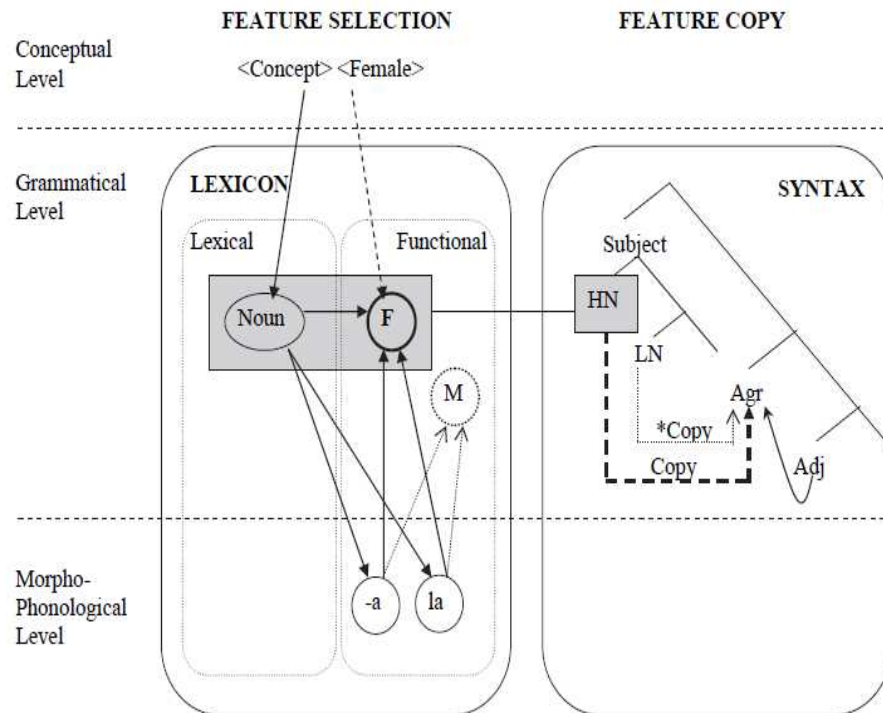 FEATURE SELECTION FEATURE COPY
Conceptual
Level
<Concept> <Female>
Grammatical
Level
LEXICON
SYNTAX
Lexical
Functional
Subject
Noun
F
HN
LN
M
Agr
*Copy
Copy
Adj
Morpho-
Phonological
Level
-a
la